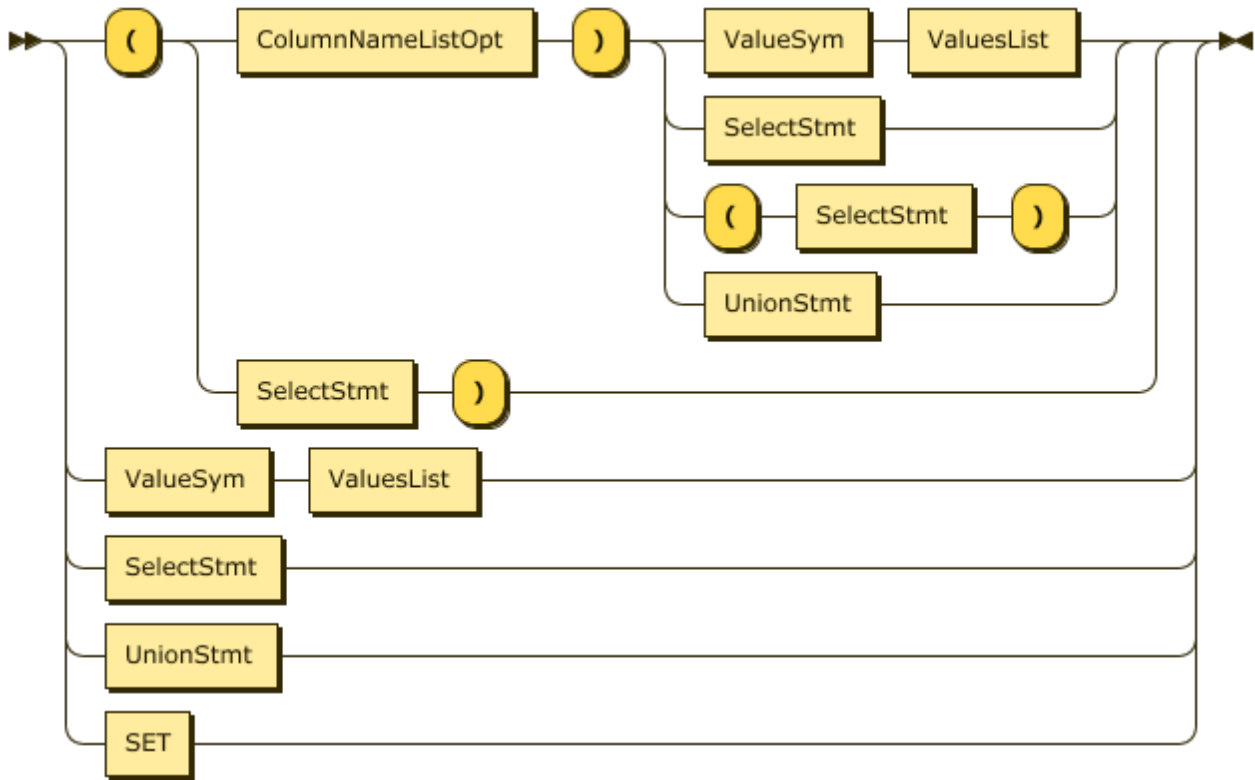 ( ColumnNameListOpt ) ValueSym ValuesList
SelectStmt
( SelectStmt )
UnionStmt
SelectStmt )
ValueSym ValuesList
SelectStmt
UnionStmt
SET